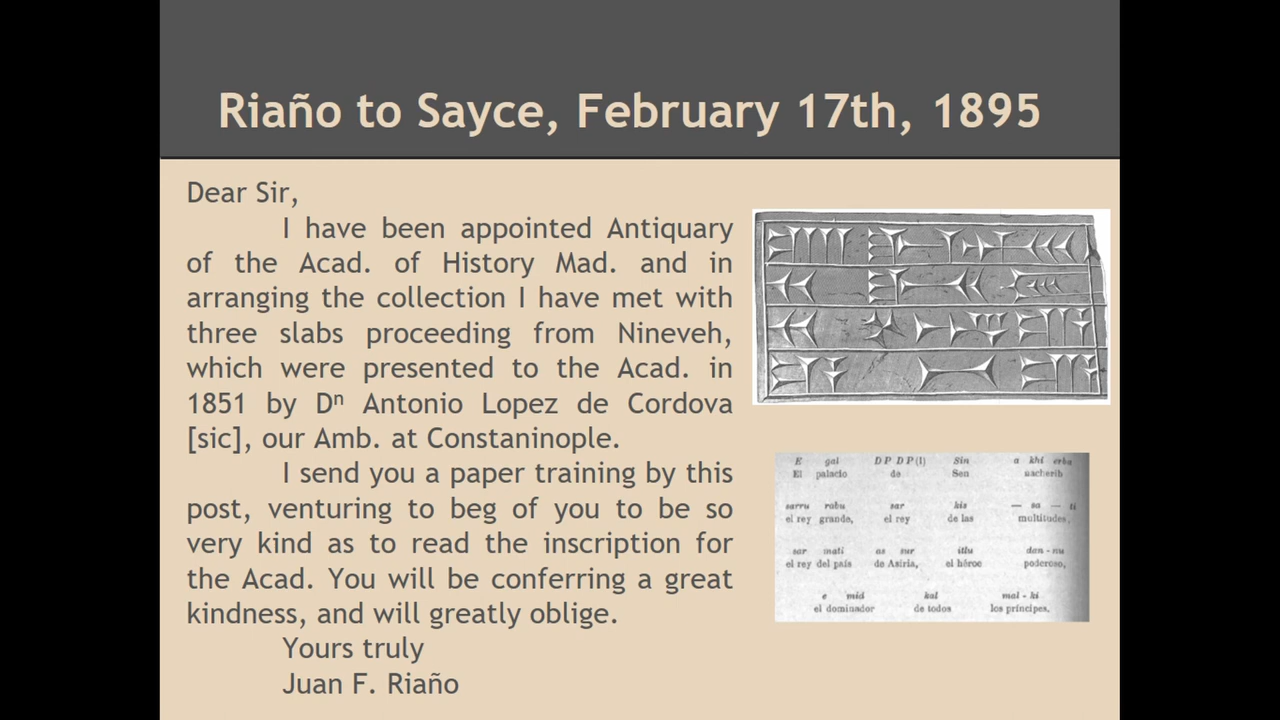 Riaño to Sayce, February 17th, 1895
Dear Sir,
I have been appointed Antiquary
of the Acad. of History Mad. and in
arranging the collection I have met with
three slabs proceeding from Nineveh,
which were presented to the Acad. in
1851 by Dⁿ Antonio Lopez de Cordova
[sic], our Amb. at Constaninople.
I send you a paper training by this
post, venturing to beg of you to be so
very kind as to read the inscription for
the Acad. You will be conferring a great
kindness, and will greatly oblige.
Yours truly
Juan F. Riaño
E gal D P D P (l) Sin a khi erba
El palacio de Sen nacherib
sarru rabu sar kis — sa — ti
el rey grande, el rey de las multitudes,
sar mati as sur illu dan - nu
el rey del país de Asiria, el héroe poderoso,
e mid kal mal - ki
el dominador de todos los príncipes,